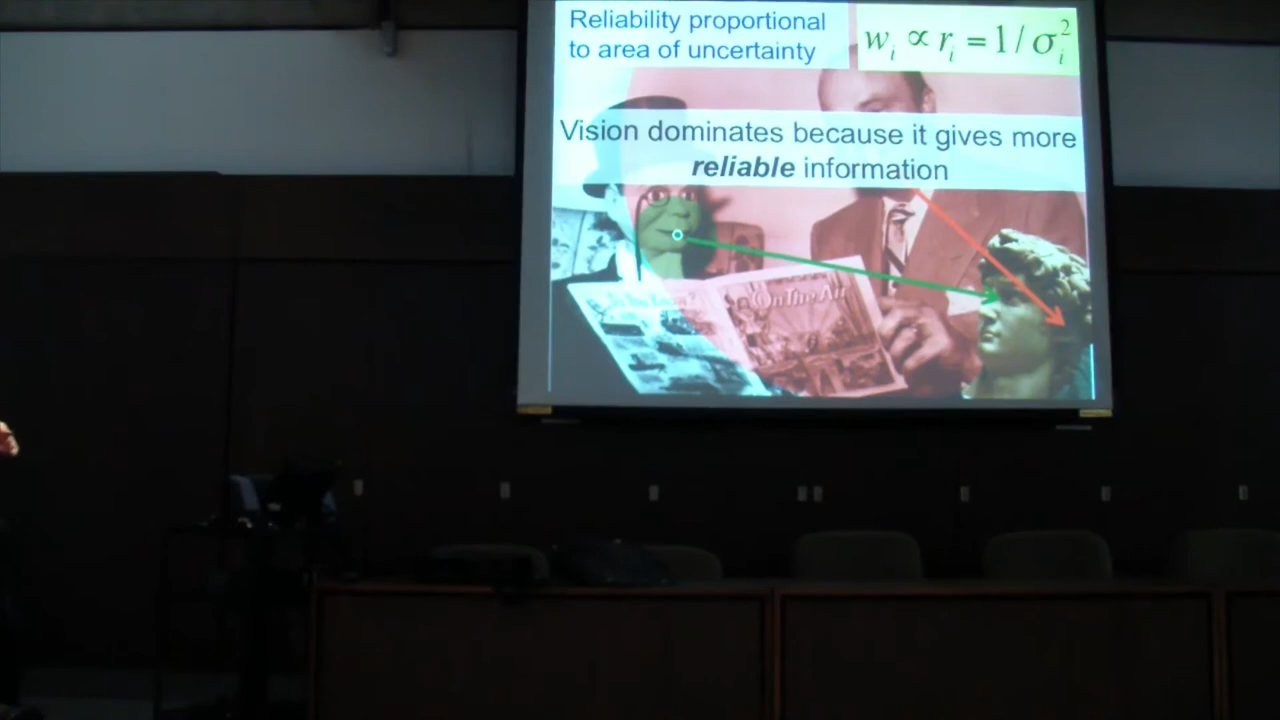 Reliability proportional
to area of uncertainty
wᵢ ∝ rᵢ = 1 / σᵢ²
Vision dominates because it gives more
reliable information
On The Air